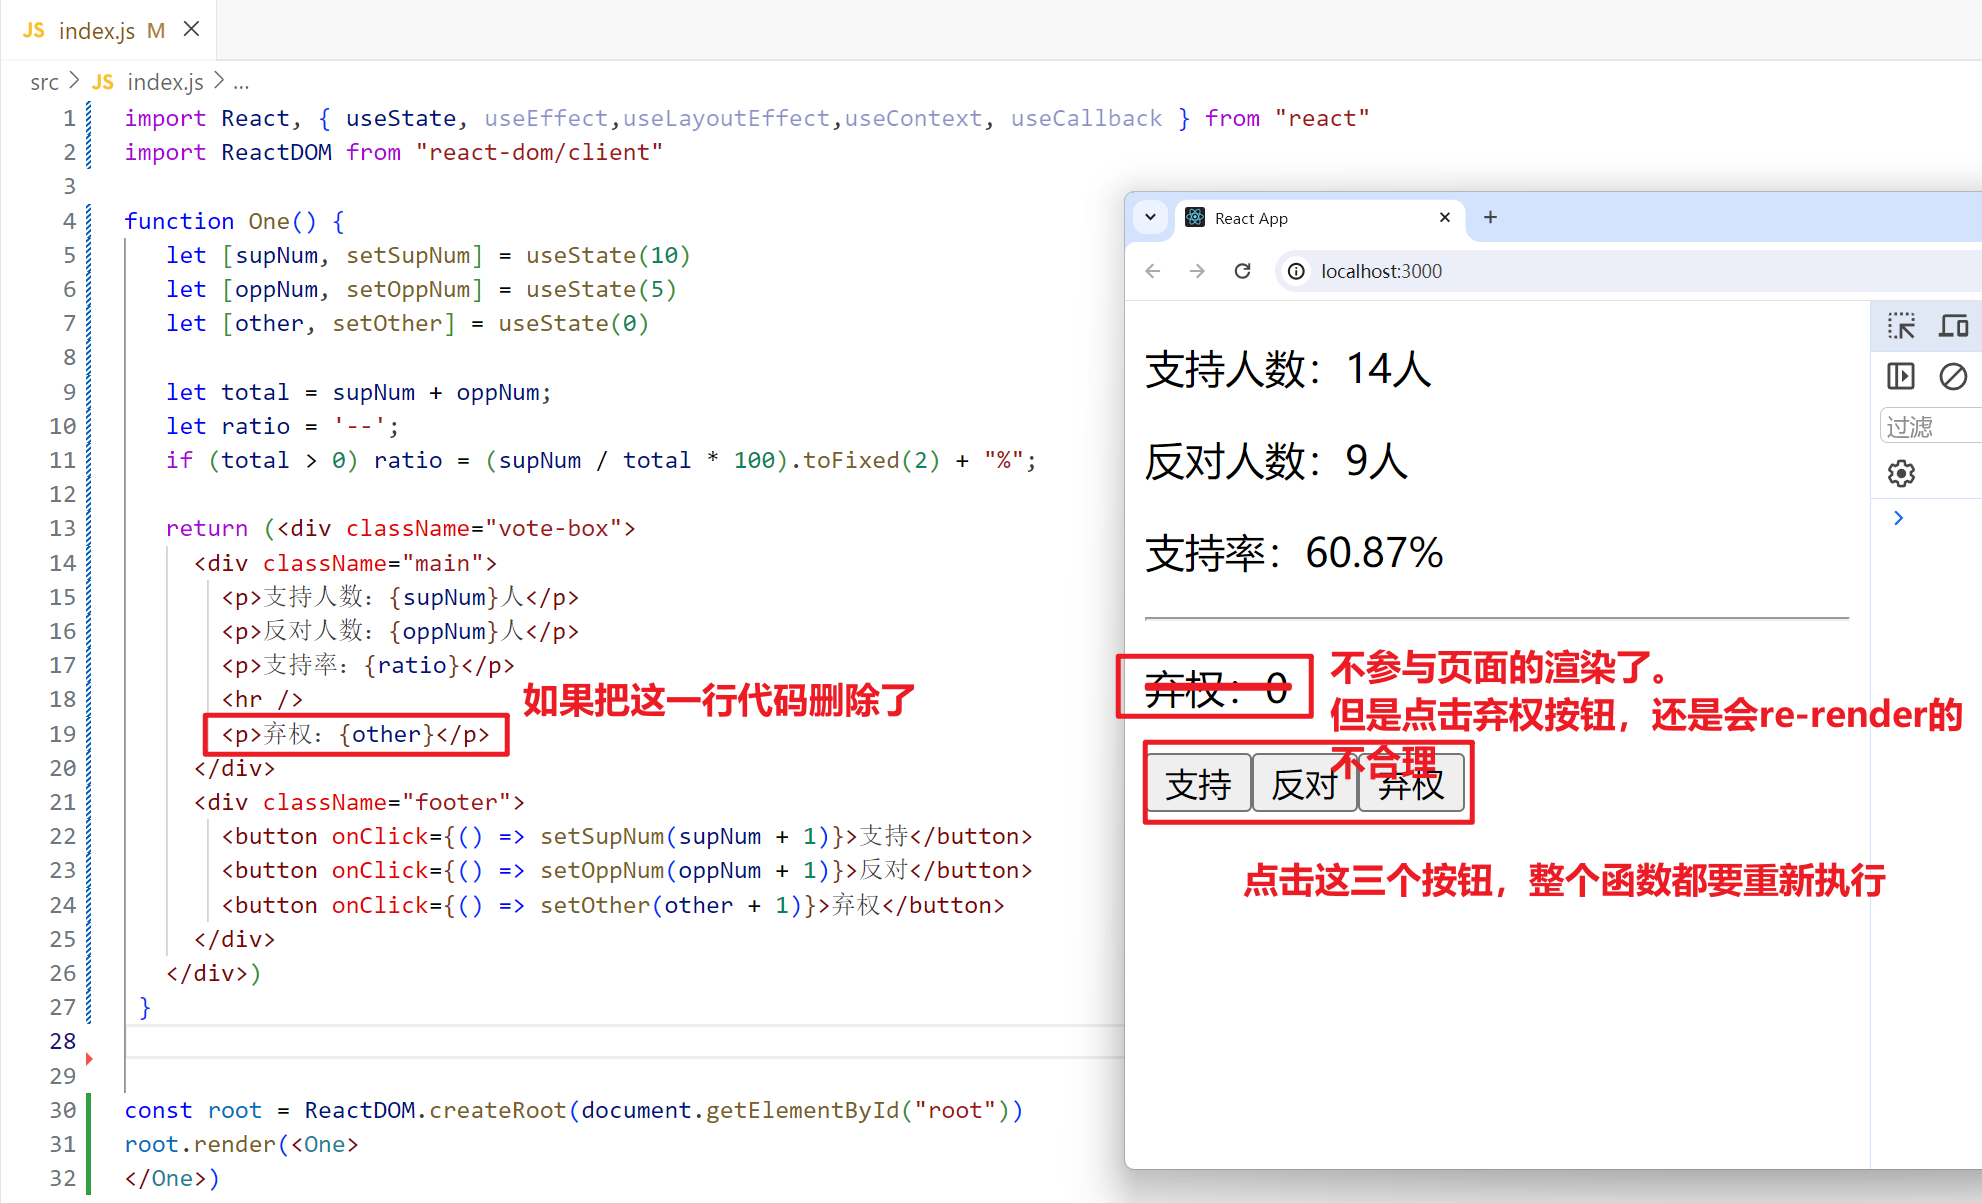 JS index.js M
src > JS index.js > ...
1 import React, { useState, useEffect,useLayoutEffect,useContext, useCallback } from "react"
2 import ReactDOM from "react-dom/client"
3
4 function One() {
5 let [supNum, setSupNum] = useState(10)
6 let [oppNum, setOppNum] = useState(5)
7 let [other, setOther] = useState(0)
8
9 let total = supNum + oppNum;
10 let ratio = '--';
11 if (total > 0) ratio = (supNum / total * 100).toFixed(2) + "%";
12
13 return (<div className="vote-box">
14 <div className="main">
15 <p>支持人数：{supNum}人</p>
16 <p>反对人数：{oppNum}人</p>
17 <p>支持率：{ratio}</p>
18 <hr />
19 <p>弃权：{other}</p>
如果把这一行代码删除了
20 </div>
21 <div className="footer">
22 <button onClick={() => setSupNum(supNum + 1)}>支持</button>
23 <button onClick={() => setOppNum(oppNum + 1)}>反对</button>
24 <button onClick={() => setOther(other + 1)}>弃权</button>
25 </div>
26 </div>)
27 }
28
29
30 const root = ReactDOM.createRoot(document.getElementById("root"))
31 root.render(<One>
32 </One>)
React App
localhost:3000
过滤
支持人数：14人
反对人数：9人
支持率：60.87%
弃权：0
不参与页面的渲染了。
但是点击弃权按钮，还是会re-render的
不合理
支持 反对 弃权
点击这三个按钮，整个函数都要重新执行